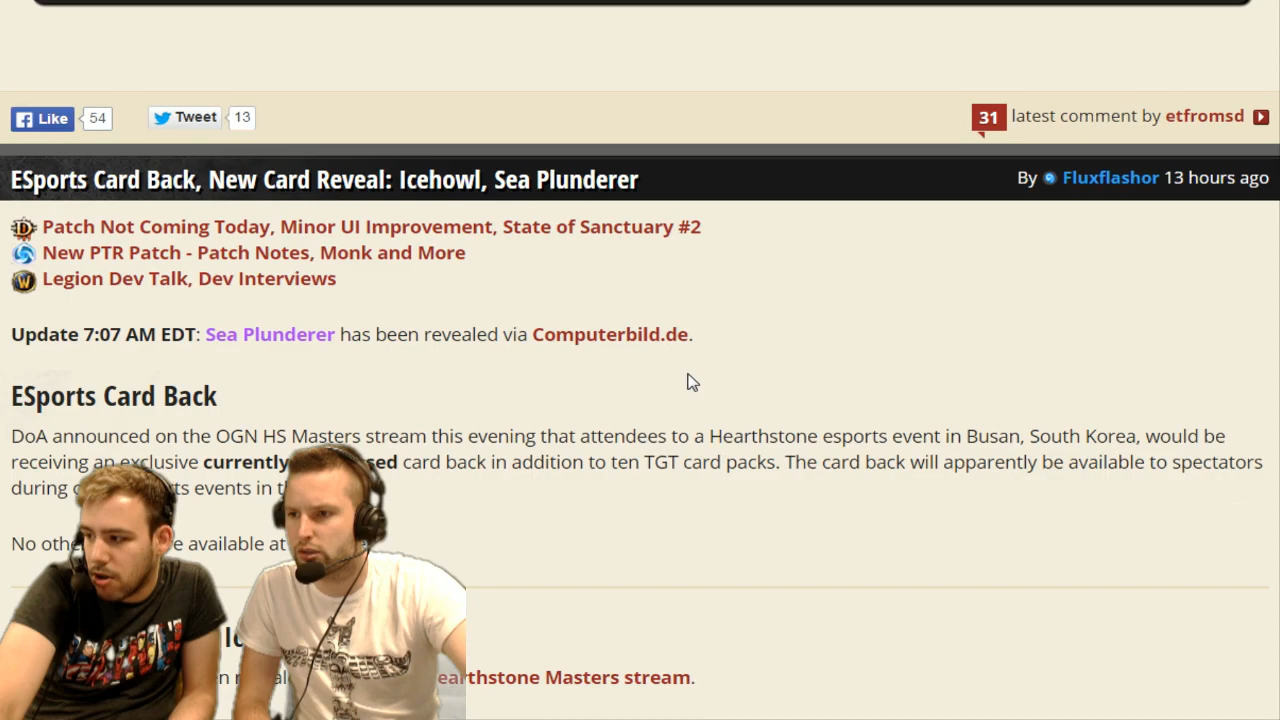 Like 54 Tweet 13 31 latest comment by etfromsd
ESports Card Back, New Card Reveal: Icehowl, Sea Plunderer By Fluxflashor 13 hours ago
Patch Not Coming Today, Minor UI Improvement, State of Sanctuary #2
New PTR Patch - Patch Notes, Monk and More
Legion Dev Talk, Dev Interviews
Update 7:07 AM EDT: Sea Plunderer has been revealed via Computerbild.de.
ESports Card Back
DoA announced on the OGN HS Masters stream this evening that attendees to a Hearthstone esports event in Busan, South Korea, would be
receiving an exclusive currently card back in addition to ten TGT card packs. The card back will apparently be available to spectators
during events in
No available at
Hearthstone Masters stream.